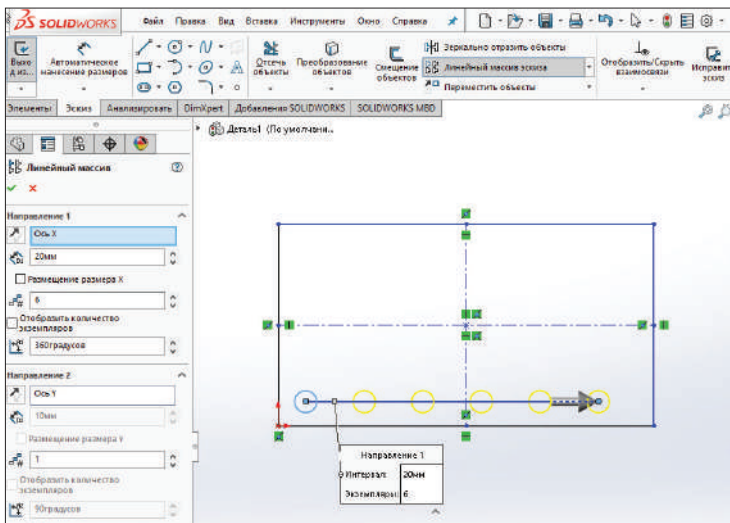 SOLIDWORKS Файл Правка Вид Вставка Инструменты Окно Справка
Выхо д из...
Автоматическое нанесение размеров
Отсечь объекты
Преобразование объектов
Смещение объектов
Зеркально отразить объекты
Линейный массив эскиза
Переместить объекты
Отобразить/Скрыть взаимосвязи
Исправит эскиз
Элементы Эскиз Анализировать DimXpert Добавления SOLIDWORKS SOLIDWORKS MBD
Деталь1 (По умолчани...
Линейный массив
Направление 1
Ось X
20мм
Размещение размера X
6
Отобразить количество
экземпляров
360градусов
Направление 2
Ось Y
10мм
Размещение размера Y
1
Отобразить количество
экземпляров
90градусов
Направление 1
Интервал: 20мм
Экземпляры: 6